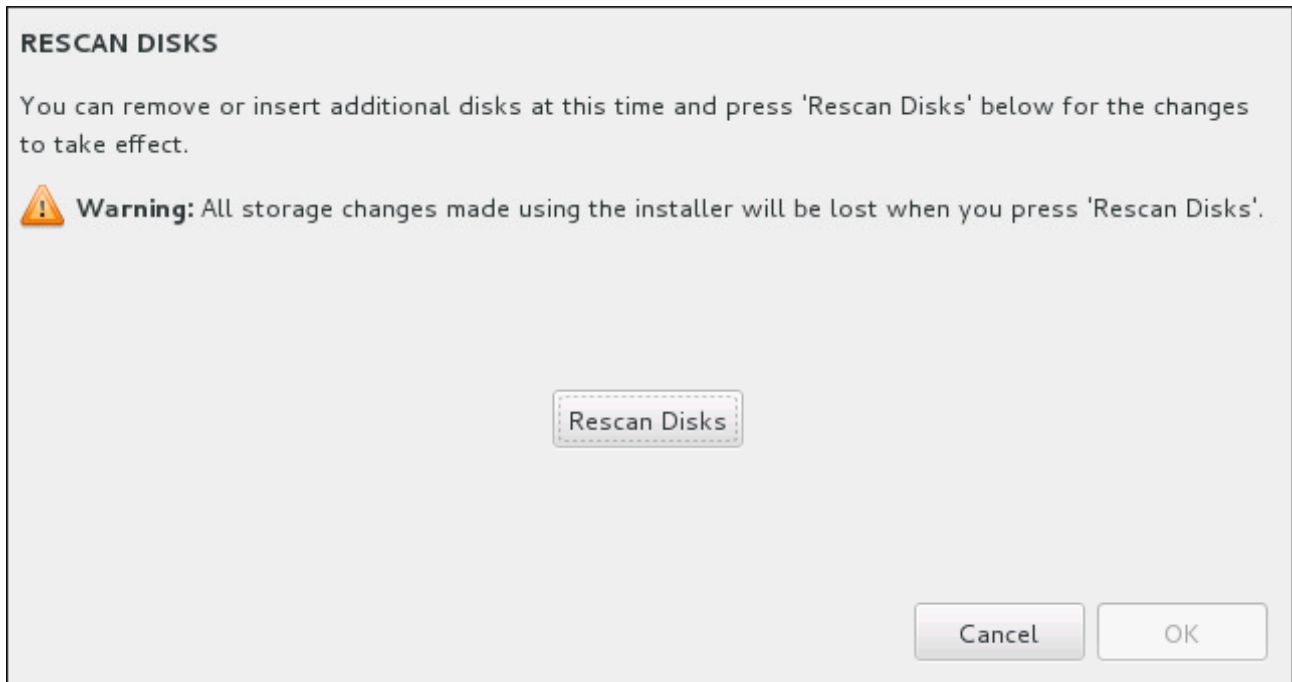 RESCAN DISKS
You can remove or insert additional disks at this time and press 'Rescan Disks' below for the changes
to take effect.
Warning: All storage changes made using the installer will be lost when you press 'Rescan Disks'.
Rescan Disks
Cancel
OK